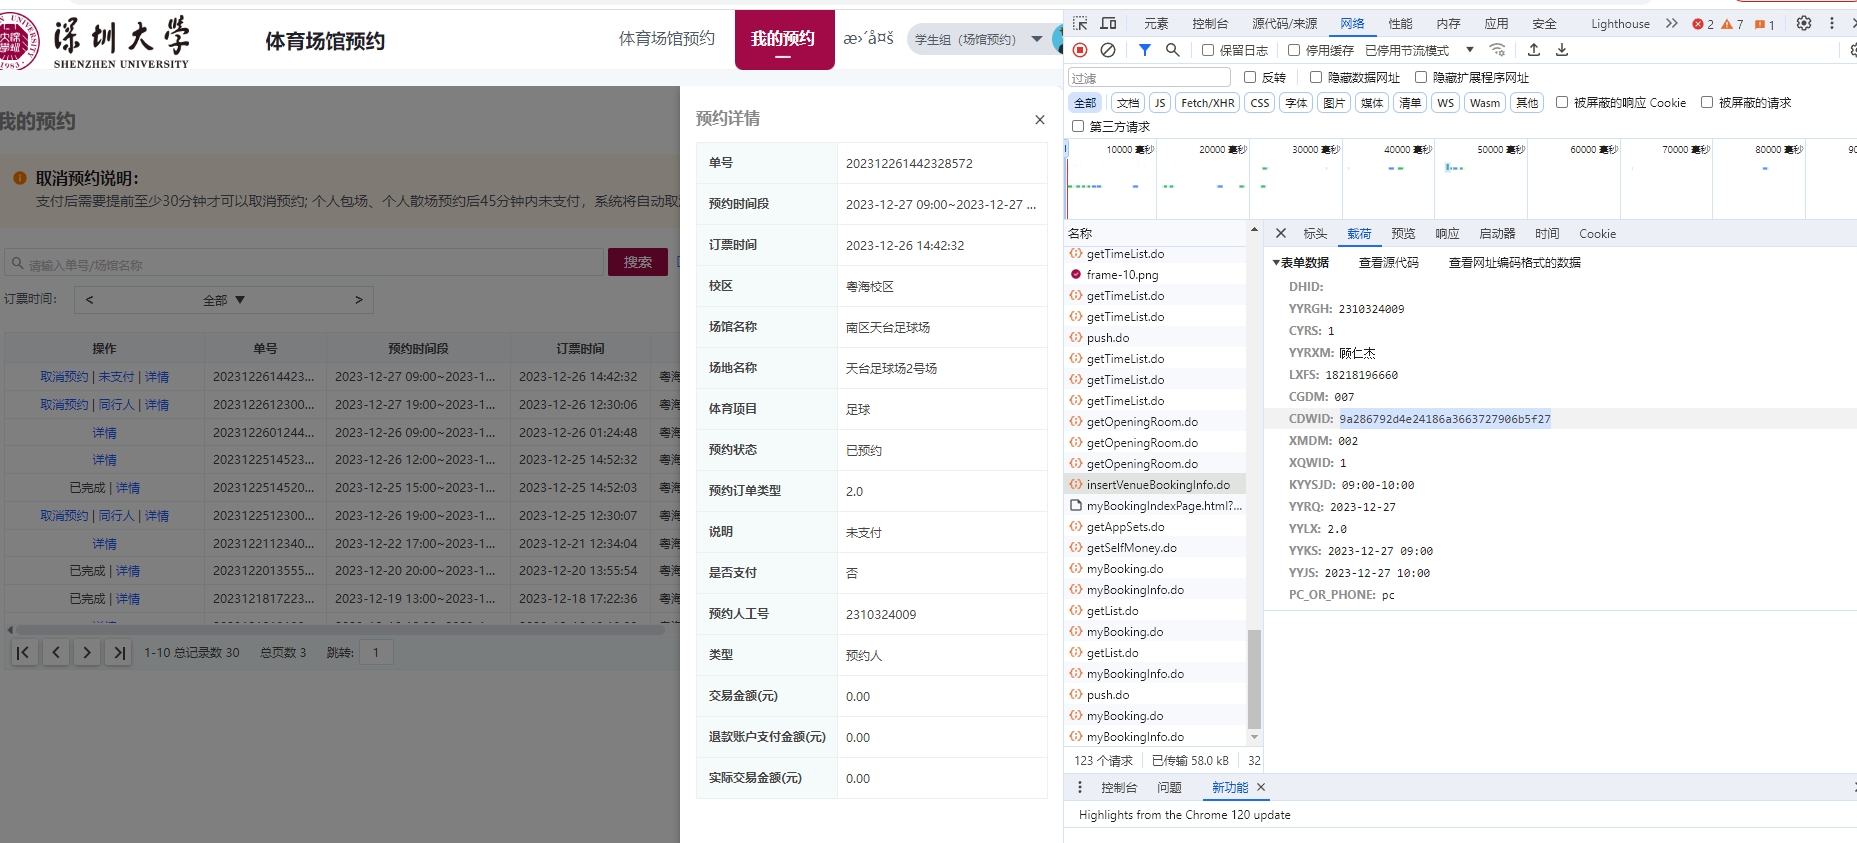 深圳大学
SHENZHEN UNIVERSITY
体育场馆预约
体育场馆预约
我的预约
æ›´å¤š
学生组（场馆预约）
我的预约
取消预约说明：
支付后需要提前至少30分钟才可以取消预约; 个人包场、个人散场预约后45分钟内未支付，系统将自动取
请输入单号/场馆名称
搜索
订票时间：
<
全部 ▼
>
操作 单号 预约时间段 订票时间
取消预约 | 未支付 | 详情 2023122614423... 2023-12-27 09:00~2023-1... 2023-12-26 14:42:32 粤海
取消预约 | 同行人 | 详情 2023122612300... 2023-12-27 19:00~2023-1... 2023-12-26 12:30:06 粤海
详情 2023122601244... 2023-12-26 09:00~2023-1... 2023-12-26 01:24:48 粤海
详情 2023122514523... 2023-12-26 12:00~2023-1... 2023-12-25 14:52:32 粤海
已完成 | 详情 2023122514520... 2023-12-25 15:00~2023-1... 2023-12-25 14:52:03 粤海
取消预约 | 同行人 | 详情 2023122512300... 2023-12-26 19:00~2023-1... 2023-12-25 12:30:07 粤海
详情 2023122112340... 2023-12-22 17:00~2023-1... 2023-12-21 12:34:04 粤海
已完成 | 详情 2023122013555... 2023-12-20 20:00~2023-1... 2023-12-20 13:55:54 粤海
已完成 | 详情 2023121817223... 2023-12-19 13:00~2023-1... 2023-12-18 17:22:36 粤海
1-10 总记录数 30 总页数 3 跳转: 1
预约详情
单号 202312261442328572
预约时间段 2023-12-27 09:00~2023-12-27 ...
订票时间 2023-12-26 14:42:32
校区 粤海校区
场馆名称 南区天台足球场
场地名称 天台足球场2号场
体育项目 足球
预约状态 已预约
预约订单类型 2.0
说明 未支付
是否支付 否
预约人工号 2310324009
类型 预约人
交易金额(元) 0.00
退款账户支付金额(元) 0.00
实际交易金额(元) 0.00
元素 控制台 源代码/来源 网络 性能 内存 应用 安全 Lighthouse 2 7 1
保留日志 停用缓存 已停用节流模式
过滤 反转 隐藏数据网址 隐藏扩展程序网址
全部 文档 JS Fetch/XHR CSS 字体 图片 媒体 清单 WS Wasm 其他 被屏蔽的响应 Cookie 被屏蔽的请求
第三方请求
10000 毫秒 20000 毫秒 30000 毫秒 40000 毫秒 50000 毫秒 60000 毫秒 70000 毫秒 80000 毫秒 90
名称
getTimeList.do
frame-10.png
getTimeList.do
getTimeList.do
push.do
getTimeList.do
getTimeList.do
getTimeList.do
getOpeningRoom.do
getOpeningRoom.do
getOpeningRoom.do
insertVenueBookingInfo.do
myBookingIndexPage.html?...
getAppSets.do
getSelfMoney.do
myBooking.do
myBookingInfo.do
getList.do
myBooking.do
getList.do
myBookingInfo.do
push.do
myBooking.do
myBookingInfo.do
123 个请求 已传输 58.0 kB 32
标头 载荷 预览 响应 启动器 时间 Cookie
▼表单数据 查看源代码 查看网址编码格式的数据
DHID:
YYRGH: 2310324009
CYRS: 1
YYRXM: 顾仁杰
LXFS: 18218196660
CGDM: 007
CDWID: 9a286792d4e24186a3663727906b5f27
XMDM: 002
XQWID: 1
KYYSJD: 09:00-10:00
YYRQ: 2023-12-27
YYLX: 2.0
YYKS: 2023-12-27 09:00
YYJS: 2023-12-27 10:00
PC_OR_PHONE: pc
控制台 问题 新功能
Highlights from the Chrome 120 update